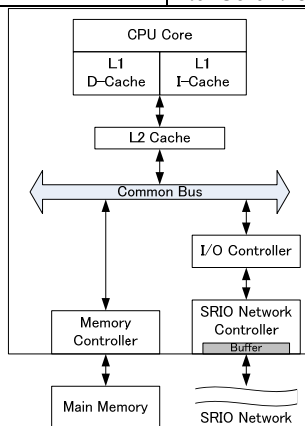 CPU Core
L1
D-Cache
L1
I-Cache
L2 Cache
Common Bus
I/O Controller
Memory
Controller
SRIO Network
Controller
Buffer
Main Memory
SRIO Network